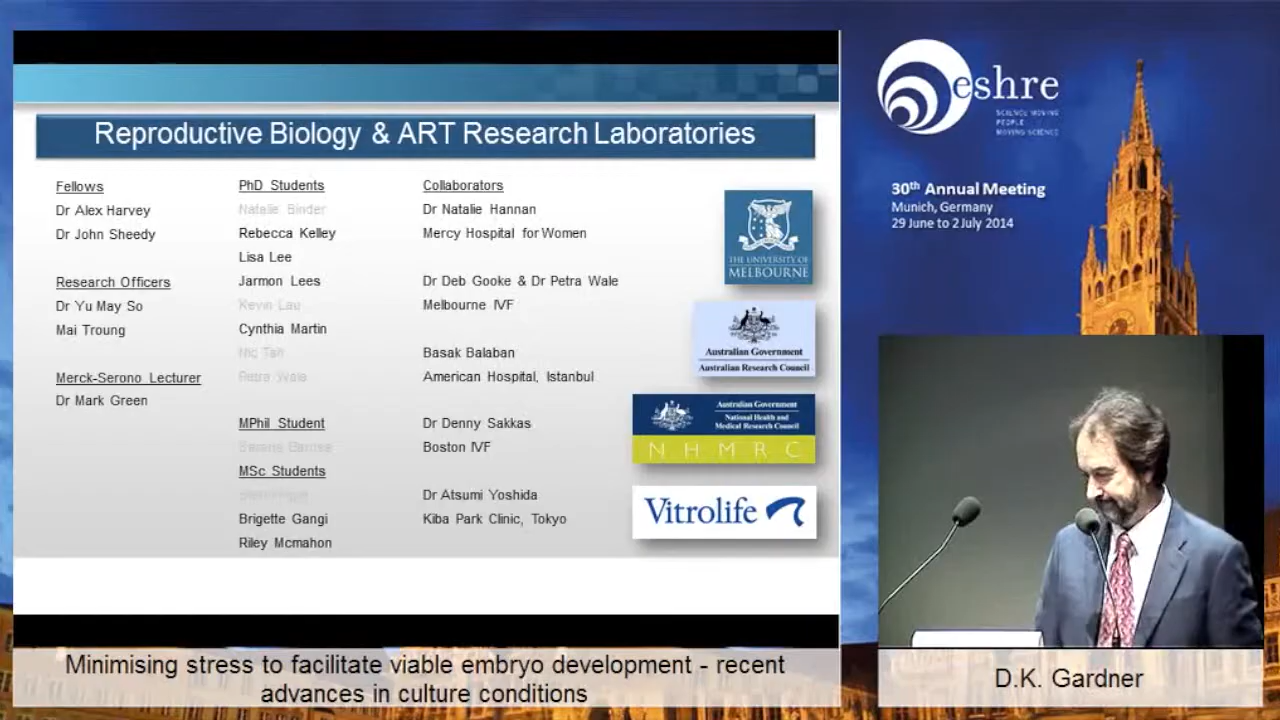 Reproductive Biology & ART Research Laboratories
Fellows
Dr Alex Harvey
Dr John Sheedy
Research Officers
Dr Yu May So
Mai Troung
Merck-Serono Lecturer
Dr Mark Green
PhD Students
Natalie Binder
Rebecca Kelley
Lisa Lee
Jarmon Lees
Kevin Lau
Cynthia Martin
Nic Tan
Petra Wale
MPhil Student
MSc Students
Brigette Gangi
Riley Mcmahon
Collaborators
Dr Natalie Hannan
Mercy Hospital for Women
Dr Deb Gooke & Dr Petra Wale
Melbourne IVF
Basak Balaban
American Hospital, Istanbul
Dr Denny Sakkas
Boston IVF
Dr Atsumi Yoshida
Kiba Park Clinic, Tokyo
THE UNIVERSITY OF
MELBOURNE
Australian Government
Australian Research Council
Australian Government
National Health and
Medical Research Council
NHMRC
Vitrolife
eshre
SCIENCE MOVING
PEOPLE
MOVING SCIENCE
30th Annual Meeting
Munich, Germany
29 June to 2 July 2014
Minimising stress to facilitate viable embryo development - recent
advances in culture conditions
D.K. Gardner